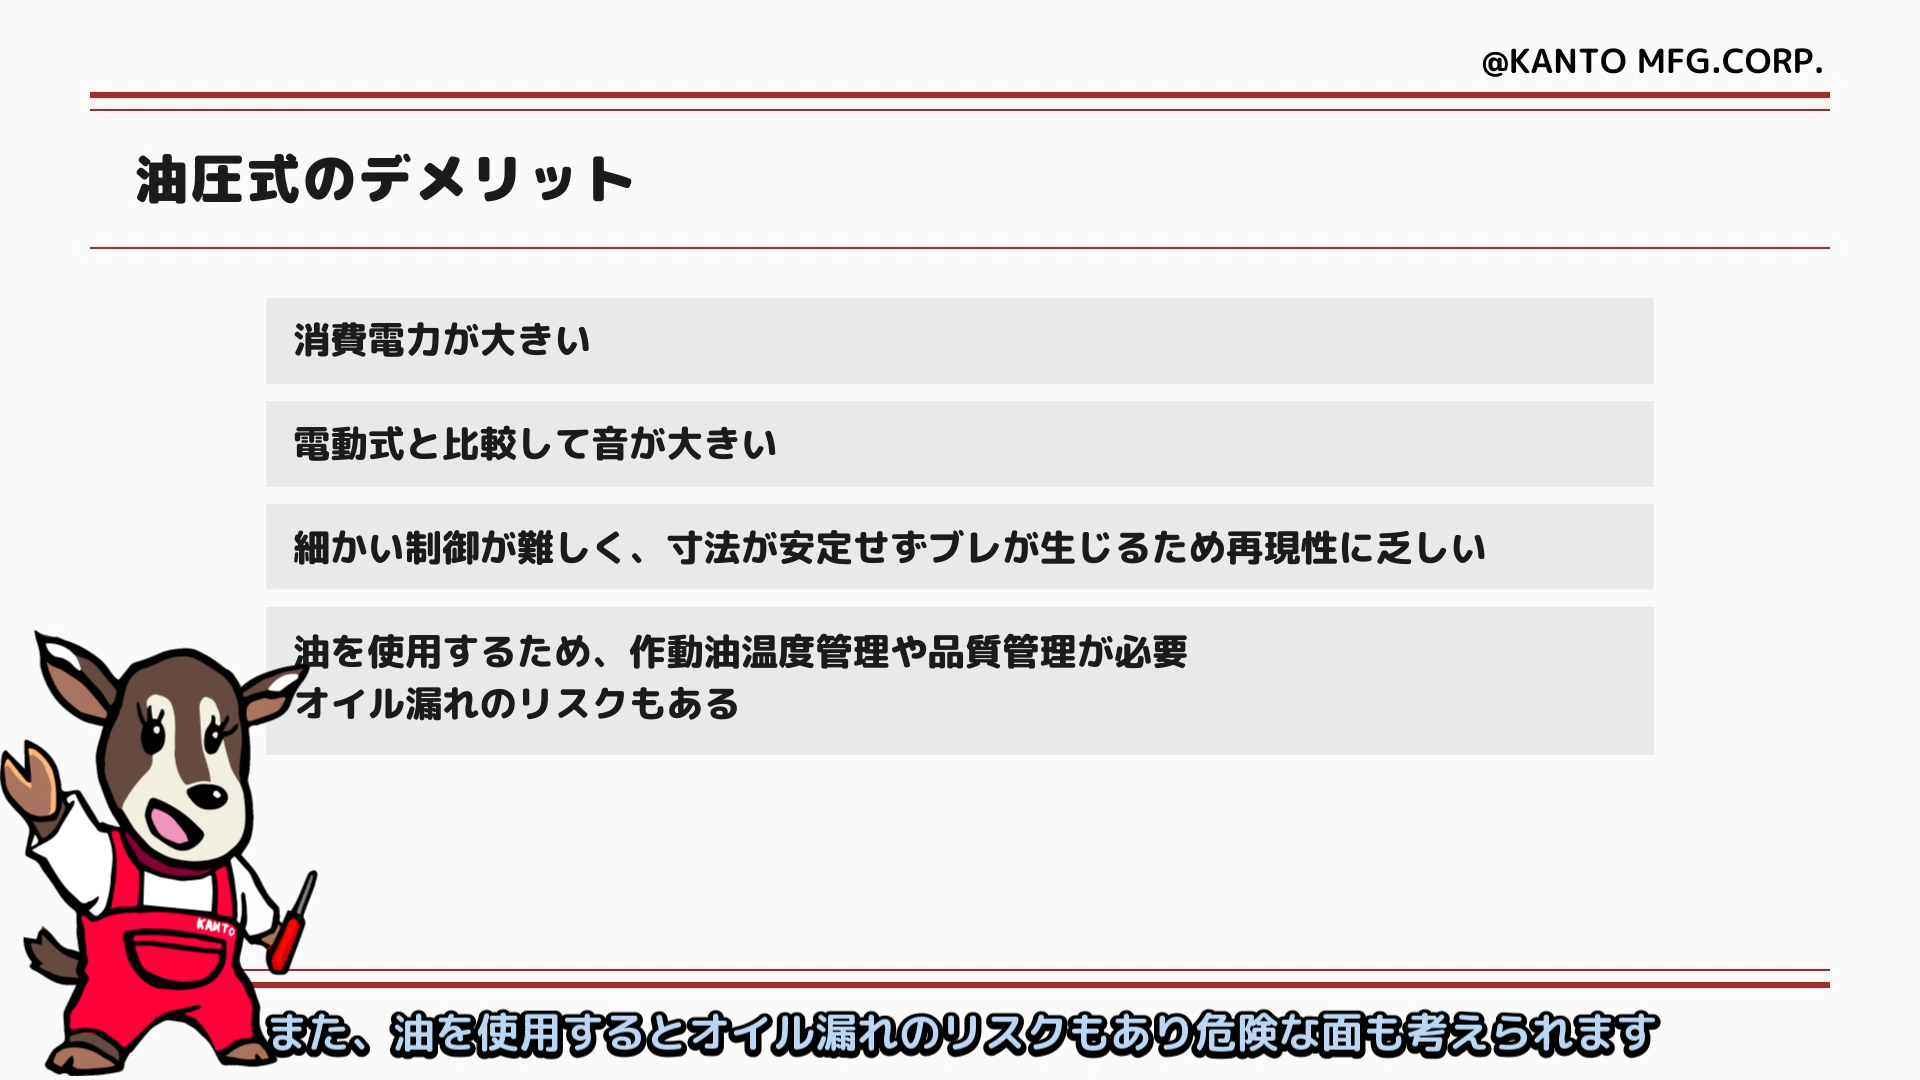 @KANTO MFG.CORP.
油圧式のデメリット
消費電力が大きい
電動式と比較して音が大きい
細かい制御が難しく、寸法が安定せずブレが生じるため再現性に乏しい
油を使用するため、作動油温度管理や品質管理が必要
オイル漏れのリスクもある
KANTO
また、油を使用するとオイル漏れのリスクもあり危険な面も考えられます